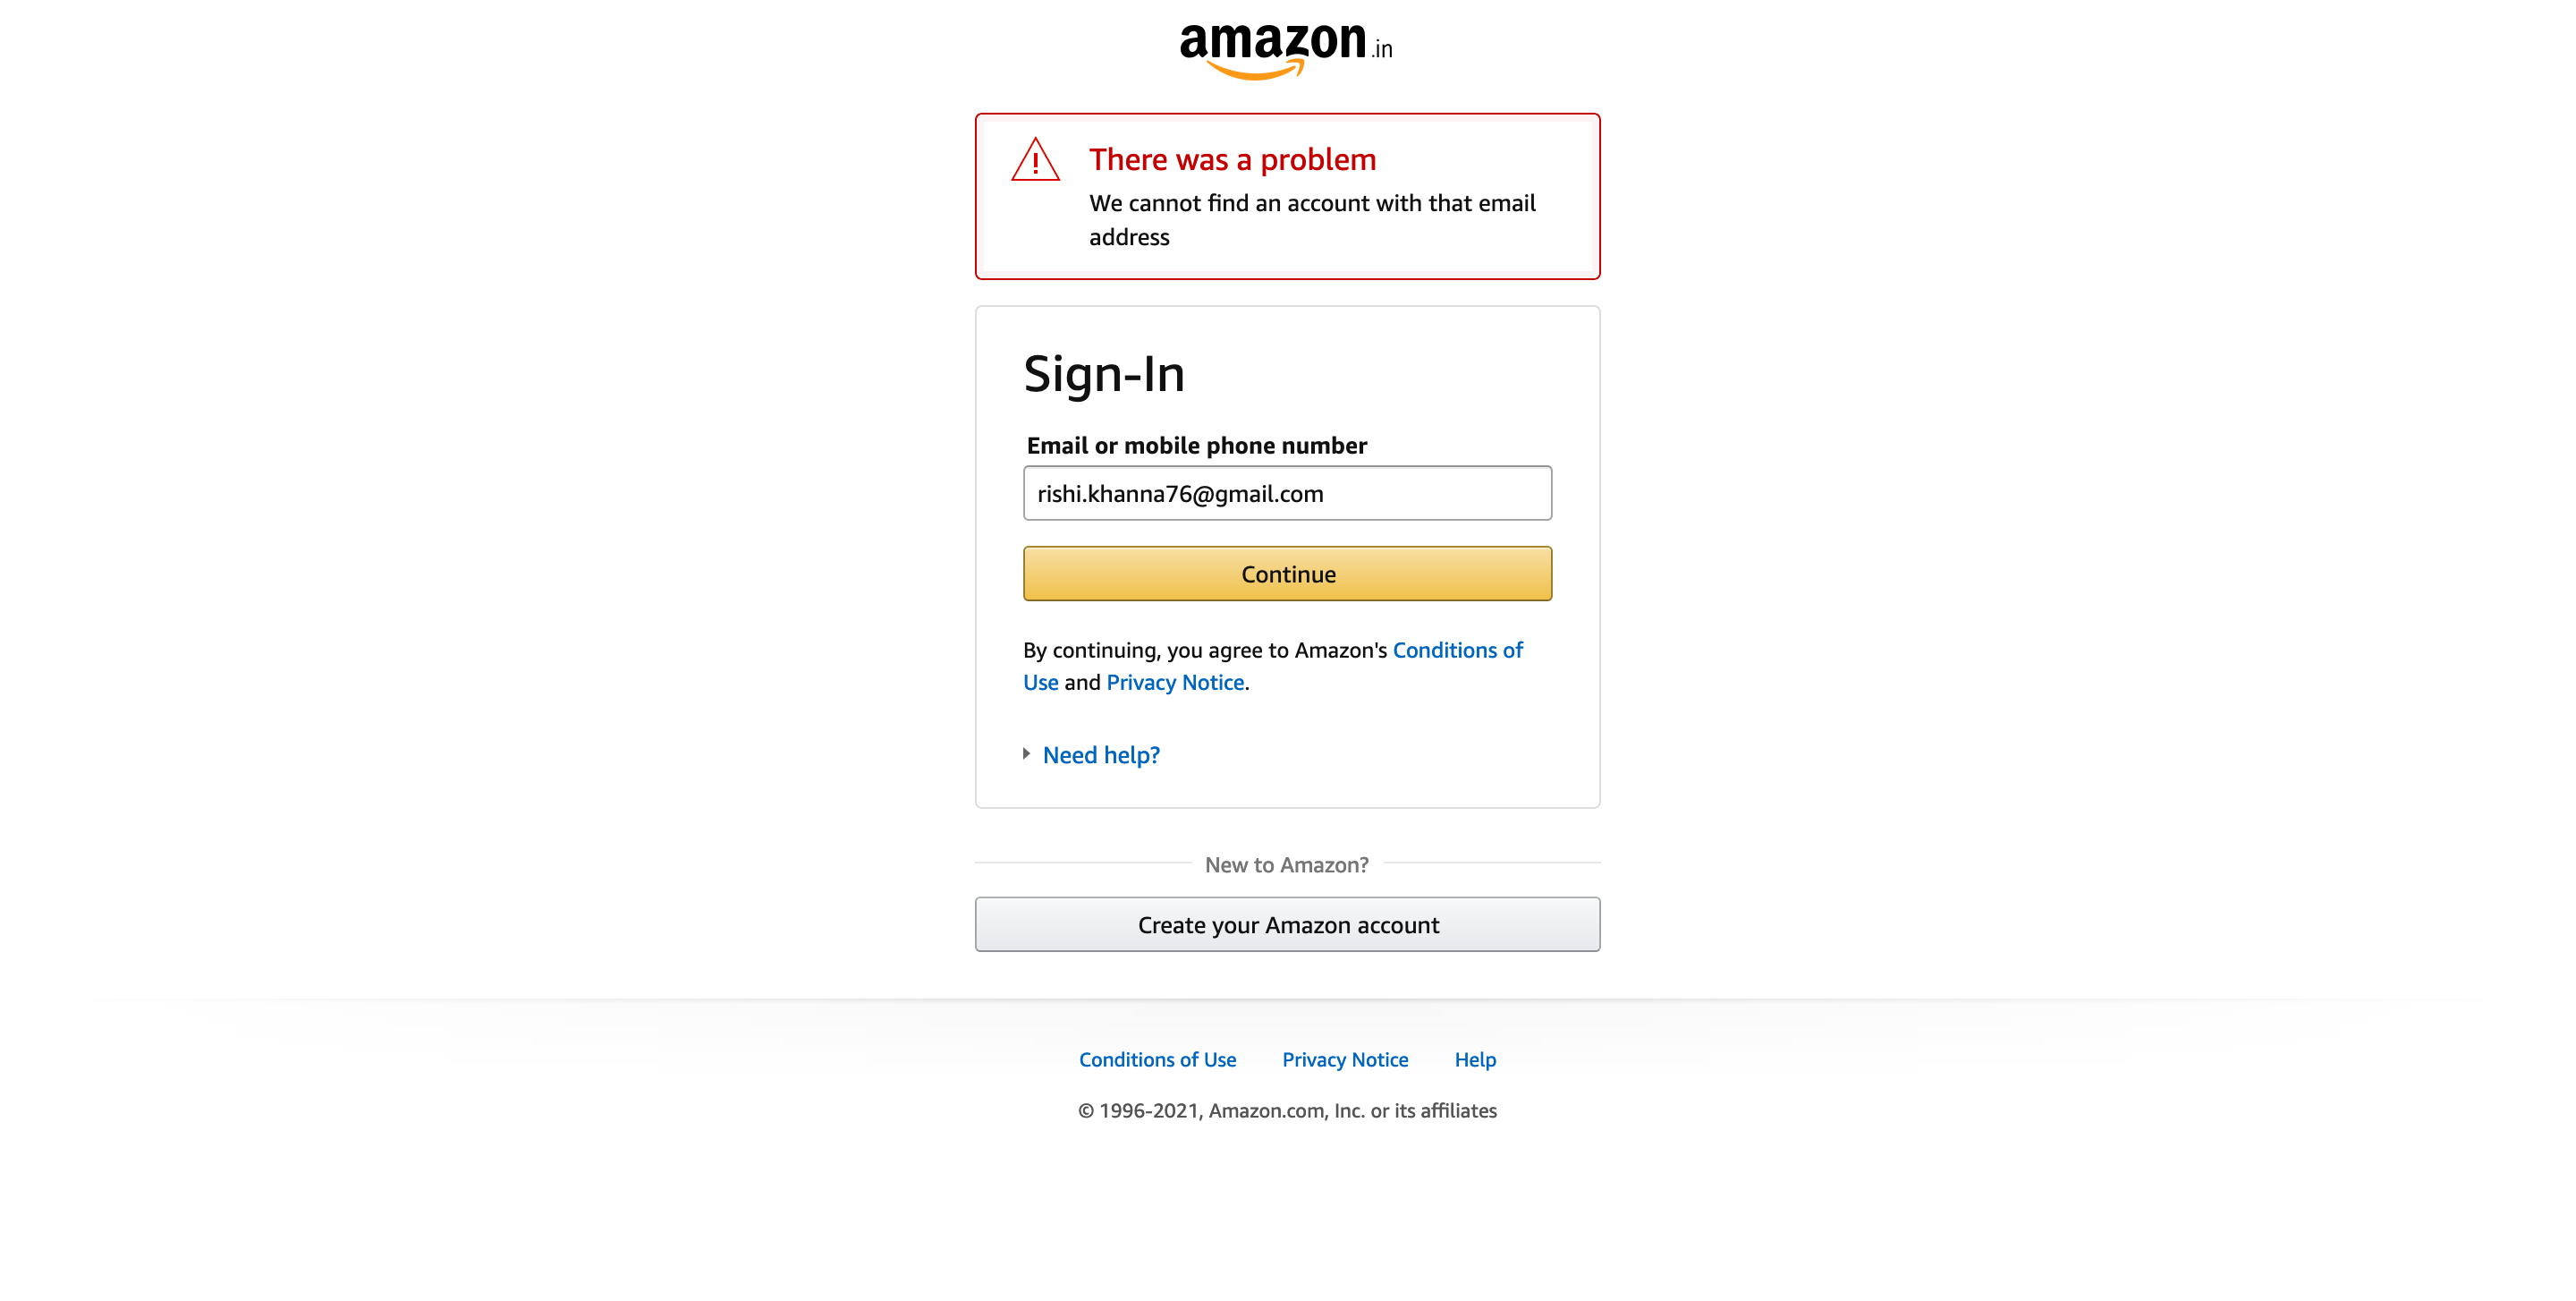 amazon.in
There was a problem
We cannot find an account with that email
address
Sign-In
Email or mobile phone number
rishi.khanna76@gmail.com
Continue
By continuing, you agree to Amazon's Conditions of
Use and Privacy Notice.
Need help?
New to Amazon?
Create your Amazon account
Conditions of Use Privacy Notice Help
© 1996-2021, Amazon.com, Inc. or its affiliates